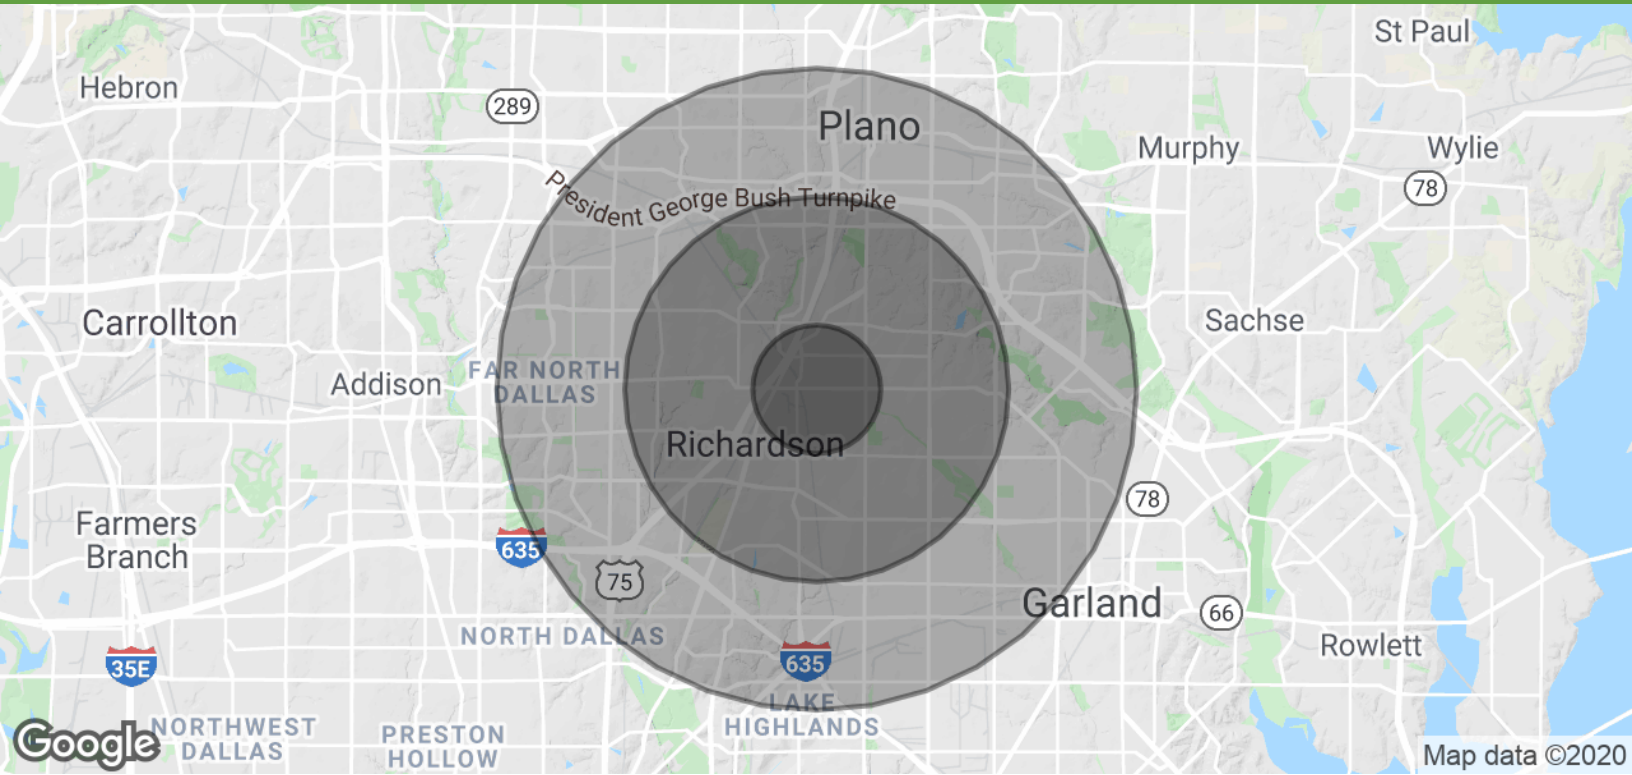 St Paul
Hebron
289
Plano
Murphy
Wylie
78
President George Bush Turnpike
Carrollton
Sachse
FAR NORTH
DALLAS
Addison
Richardson
78
Farmers
Branch
635
75
Garland
66
NORTH DALLAS
Rowlett
635
35E
LAKE
HIGHLANDS
NORTHWEST
DALLAS
PRESTON
HOLLOW
Google
Map data ©2020